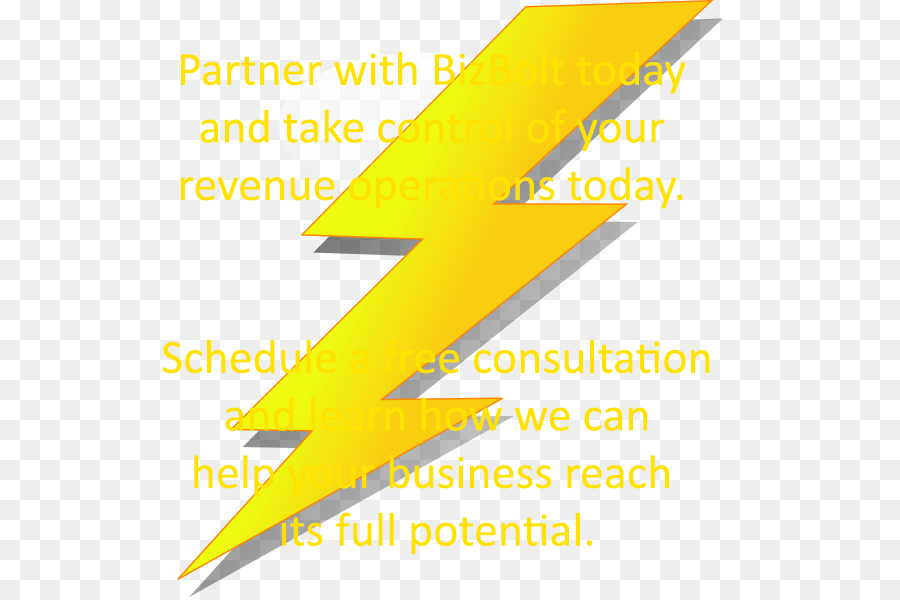 Partner with BizBolt today
and take control of your
revenue operations today.
Schedule a free consultation
and learn how we can
help your business reach
its full potential.